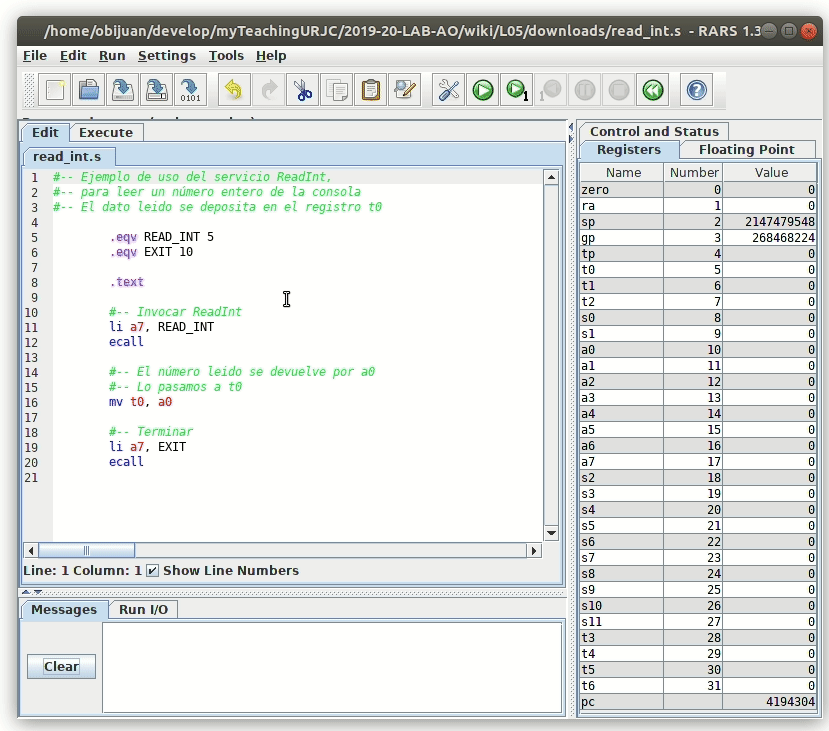 /home/obijuan/develop/myTeachingURJC/2019-20-LAB-AO/wiki/L05/downloads/read_int.s - RARS 1.3
File Edit Run Settings Tools Help
Edit Execute
read_int.s
1 #-- Ejemplo de uso del servicio ReadInt,
2 #-- para leer un número entero de la consola
3 #-- El dato leido se deposita en el registro t0
4
5 .eqv READ_INT 5
6 .eqv EXIT 10
7
8 .text
9
10 #-- Invocar ReadInt
11 li a7, READ_INT
12 ecall
13
14 #-- El número leido se devuelve por a0
15 #-- Lo pasamos a t0
16 mv t0, a0
17
18 #-- Terminar
19 li a7, EXIT
20 ecall
21
Line: 1 Column: 1 Show Line Numbers
Messages Run I/O
Clear
Control and Status
Registers Floating Point
Name Number Value
zero 0 0
ra 1 0
sp 2 2147479548
gp 3 268468224
tp 4 0
t0 5 0
t1 6 0
t2 7 0
s0 8 0
s1 9 0
a0 10 0
a1 11 0
a2 12 0
a3 13 0
a4 14 0
a5 15 0
a6 16 0
a7 17 0
s2 18 0
s3 19 0
s4 20 0
s5 21 0
s6 22 0
s7 23 0
s8 24 0
s9 25 0
s10 26 0
s11 27 0
t3 28 0
t4 29 0
t5 30 0
t6 31 0
pc 4194304